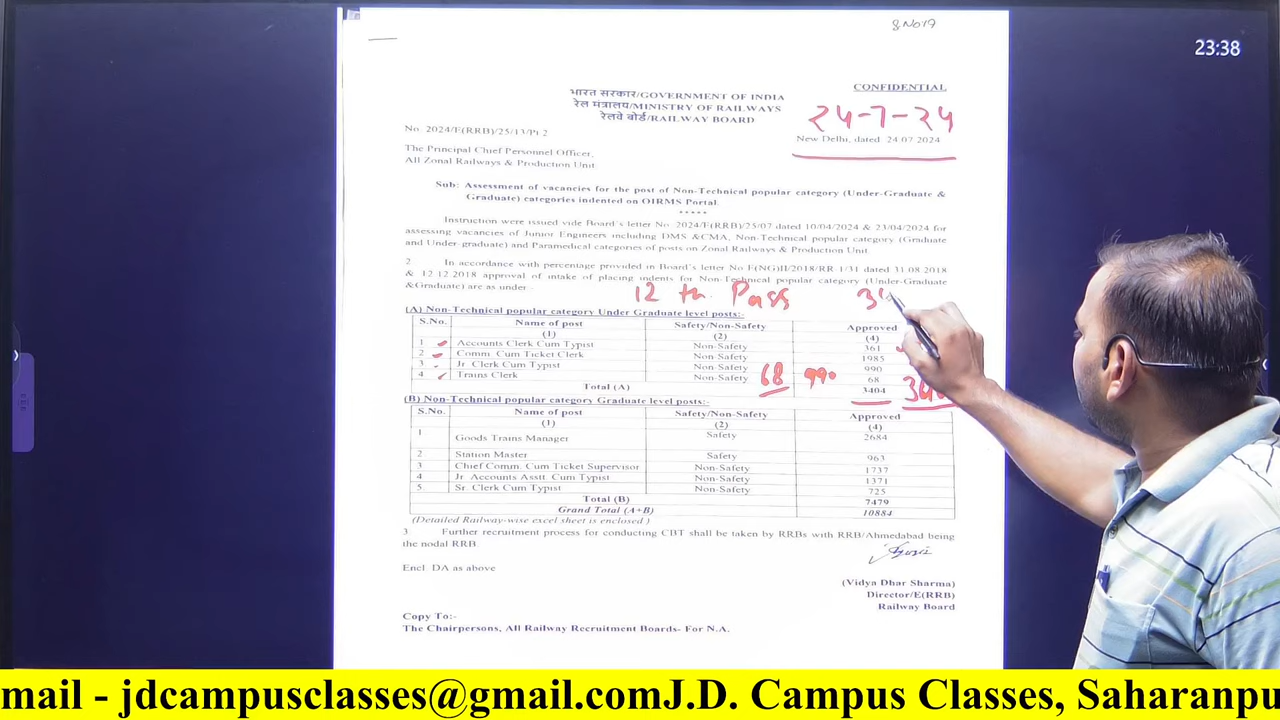 23:38
CONFIDENTIAL
भारत सरकार/GOVERNMENT OF INDIA
रेल मंत्रालय/MINISTRY OF RAILWAYS
रेलवे बोर्ड/RAILWAY BOARD
२५-7-२५
No. 2024/E(RRB)/25/13/Pt 2
New Delhi, dated 24.07.2024
The Principal Chief Personnel Officer,
All Zonal Railways & Production Unit
Sub: Assessment of vacancies for the post of Non-Technical popular category (Under-Graduate &
Graduate) categories indented on OIRMS Portal.
*****
Instruction were issued vide Board's letter No. 2024/E(RRB)/25/07 dated 10/04/2024 & 23/04/2024 for
assessing vacancies of Junior Engineers including DMS &CMA, Non-Technical popular category (Graduate
and Under-graduate) and Paramedical categories of posts on Zonal Railways & Production Unit
2 In accordance with percentage provided in Board's letter No E(NG)II/2018/RR-1/31 dated 31.08.2018
& 12.12.2018 approval of intake of placing indents for Non-Technical popular category (Under-Graduate
&Graduate) are as under -
12 th Pass
(A) Non-Technical popular category Under Graduate level posts:-
S.No. Name of post (1) Safety/Non-Safety (2) Approved (4)
1 Accounts Clerk Cum Typist Non-Safety 361
2 Comm. Cum Ticket Clerk Non-Safety 1985
3 Jr Clerk Cum Typist Non-Safety 990
4 Trains Clerk Non-Safety 68 68 990
Total (A) 3404
(B) Non-Technical popular category Graduate level posts:-
S.No. Name of post (1) Safety/Non-Safety (2) Approved (4)
1 Goods Trains Manager Safety 2684
2 Station Master Safety 963
3 Chief Comm. Cum Ticket Supervisor Non-Safety 1737
4 Jr Accounts Asstt. Cum Typist Non-Safety 1371
5. Sr. Clerk Cum Typist Non-Safety 725
Total (B) 7479
Grand Total (A+B) 10884
(Detailed Railway-wise excel sheet is enclosed )
3 Further recruitment process for conducting CBT shall be taken by RRBs with RRB/Ahmedabad being
the nodal RRB
Encl DA as above
(Vidya Dhar Sharma)
Director/E(RRB)
Railway Board
Copy To:-
The Chairpersons, All Railway Recruitment Boards- For N.A.
mail - jdcampusclasses@gmail.comJ.D. Campus Classes, Saharanpu